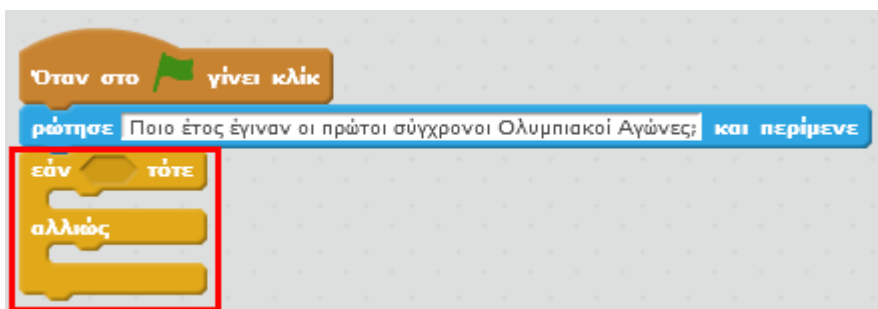 Όταν στο γίνει κλίκ
ρώτησε Ποιο έτος έγιναν οι πρώτοι σύγχρονοι Ολυμπιακοί Αγώνες; και περίμενε
εάν τότε
αλλιώς